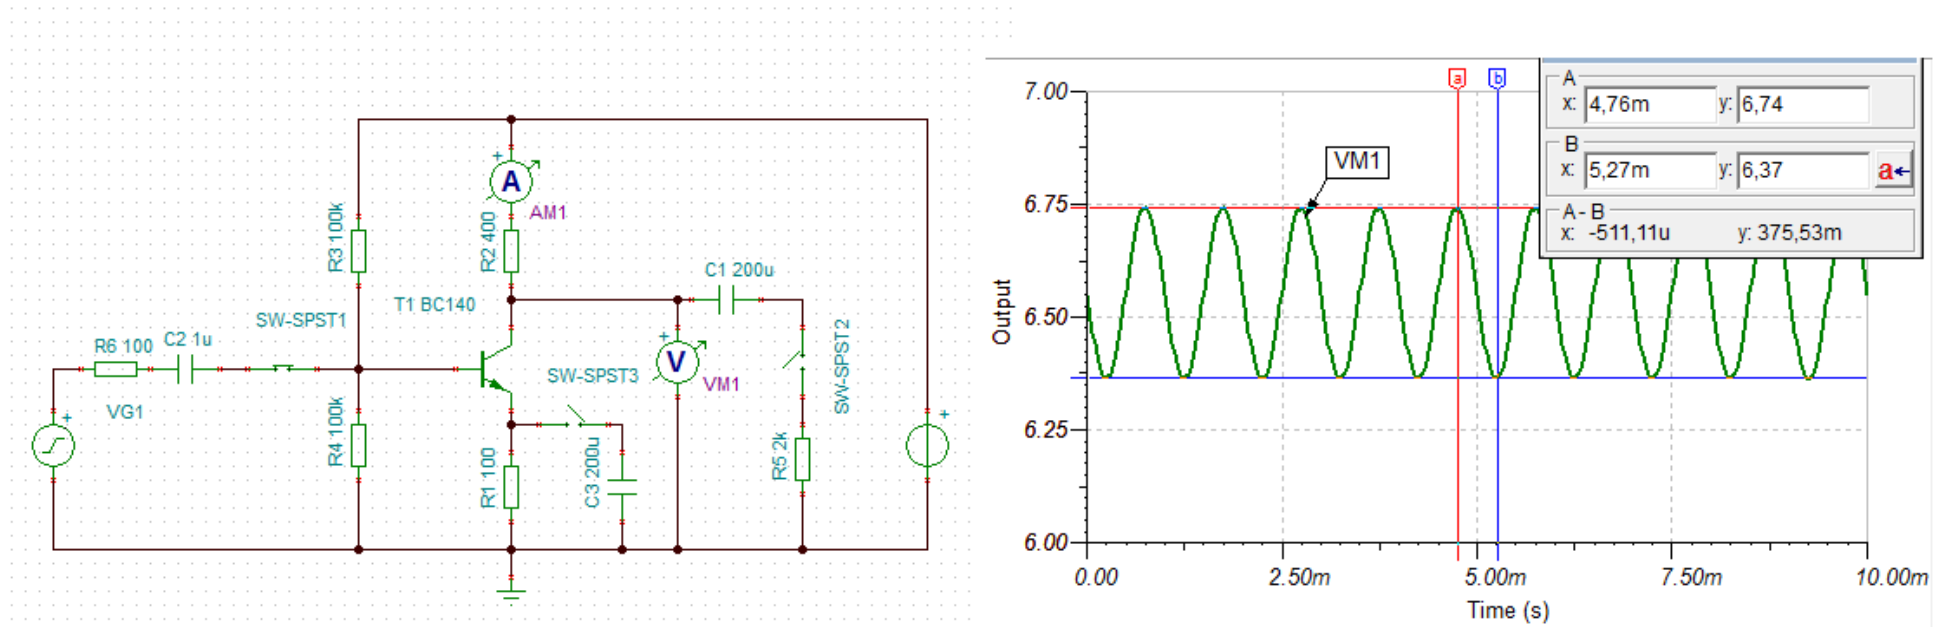 A
AM1
R3 100k
R2 400
C1 200u
T1 BC140
SW-SPST1
R6 100
C2 1u
SW-SPST2
SW-SPST3
V
VM1
VG1
R4 100k
R1 100
C3 200u
R5 2k
+
+
+
+
+
7.00
6.75
6.50
6.25
6.00
Output
a
b
VM1
0.00
2.50m
5.00m
7.50m
10.00m
Time (s)
A
x: 4,76m y: 6,74
B
x: 5,27m y: 6,37
a←
A - B
x: -511,11u y: 375,53m